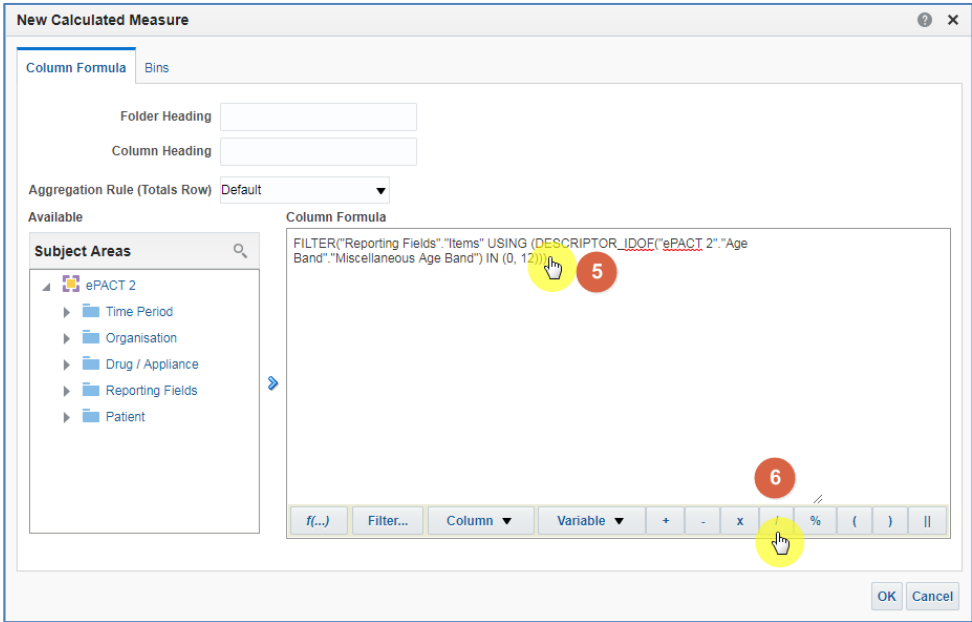 New Calculated Measure
Column Formula
Bins
Folder Heading
Column Heading
Aggregation Rule (Totals Row) Default
Available
Column Formula
Subject Areas
ePACT 2
Time Period
Organisation
Drug / Appliance
Reporting Fields
Patient
FILTER("Reporting Fields"."Items" USING (DESCRIPTOR_IDOF("ePACT 2"."Age
Band"."Miscellaneous Age Band") IN (0, 12)))
5
6
f(...) Filter... Column Variable + - x / % ( ) ||
OK Cancel